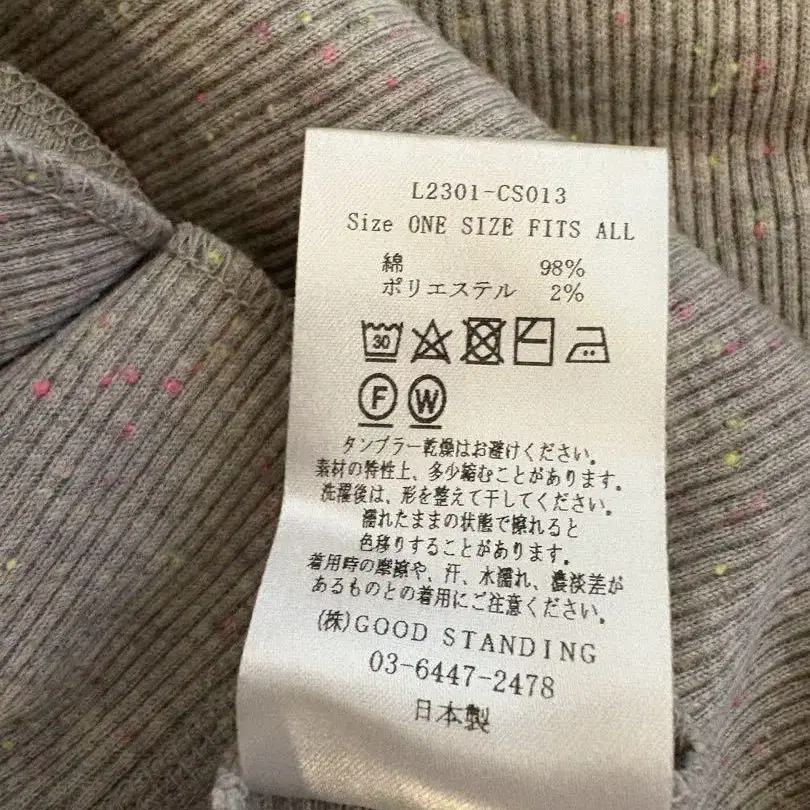 L2301-CS013
Size ONE SIZE FITS ALL
綿 98%
ポリエステル 2%
30
F W
タンブラー乾燥はお避けください。
素材の特性上、多少縮むことがあります。
洗濯後は、形を整えて干してください。
濡れたままの状態で擦れると
色移りすることがあります。
着用時の摩擦や、汗、水濡れ、濃淡差が
あるものとの着用にご注意ください。
(株)GOOD STANDING
03-6447-2478
日本製